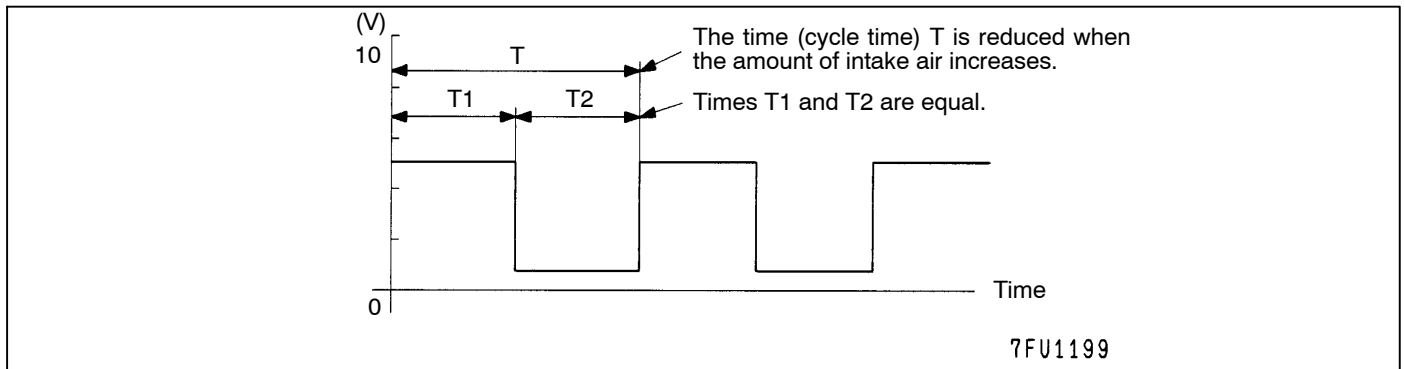 (V)
10
T
The time (cycle time) T is reduced when
the amount of intake air increases.
T1
T2
Times T1 and T2 are equal.
Time
0
7FU1199